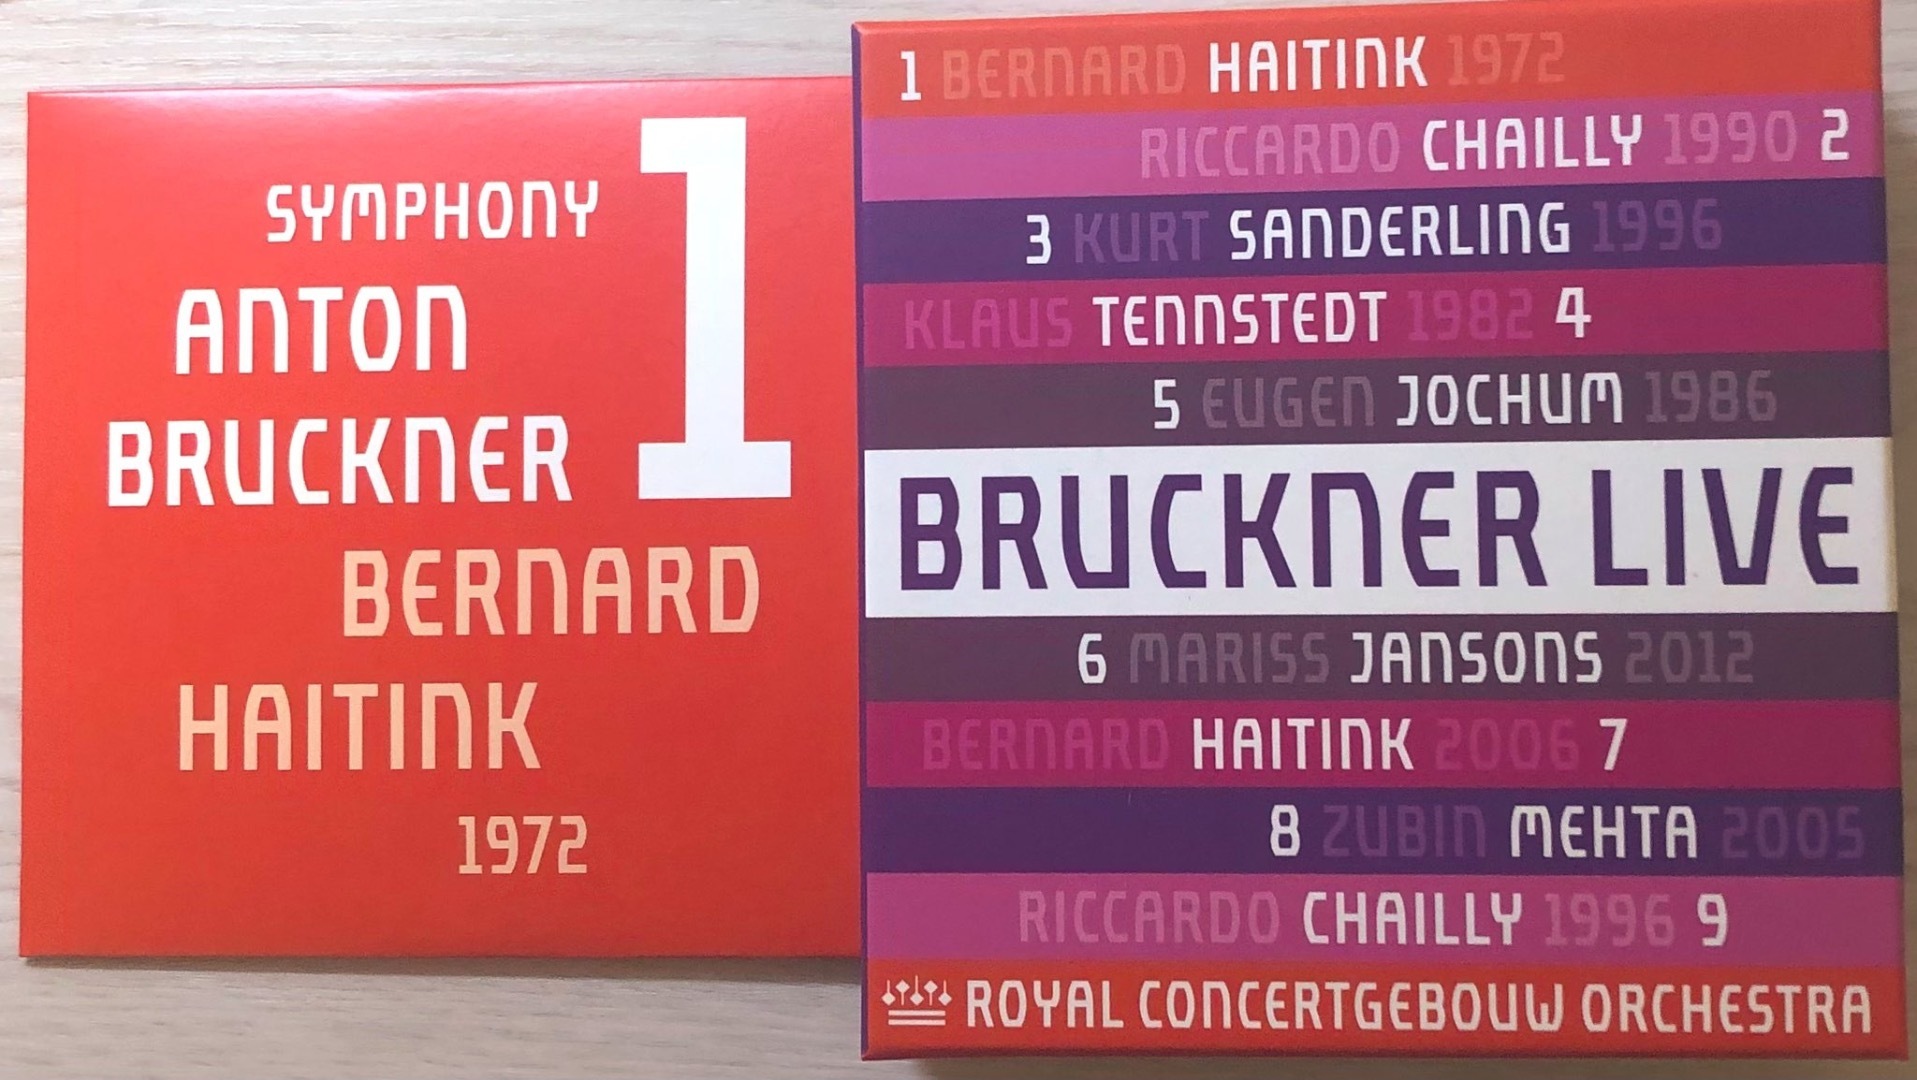 SYMPHONY 1
ANTON
BRUCKNER
BERNARD
HAITINK
1972
1 BERNARD HAITINK 1972
RICCARDO CHAILLY 1990 2
3 KURT SANDERLING 1996
KLAUS TENNSTEDT 1982 4
5 EUGEN JOCHUM 1986
BRUCKNER LIVE
6 MARISS JANSONS 2012
BERNARD HAITINK 2006 7
8 ZUBIN MEHTA 2005
RICCARDO CHAILLY 1996 9
ROYAL CONCERTGEBOUW ORCHESTRA